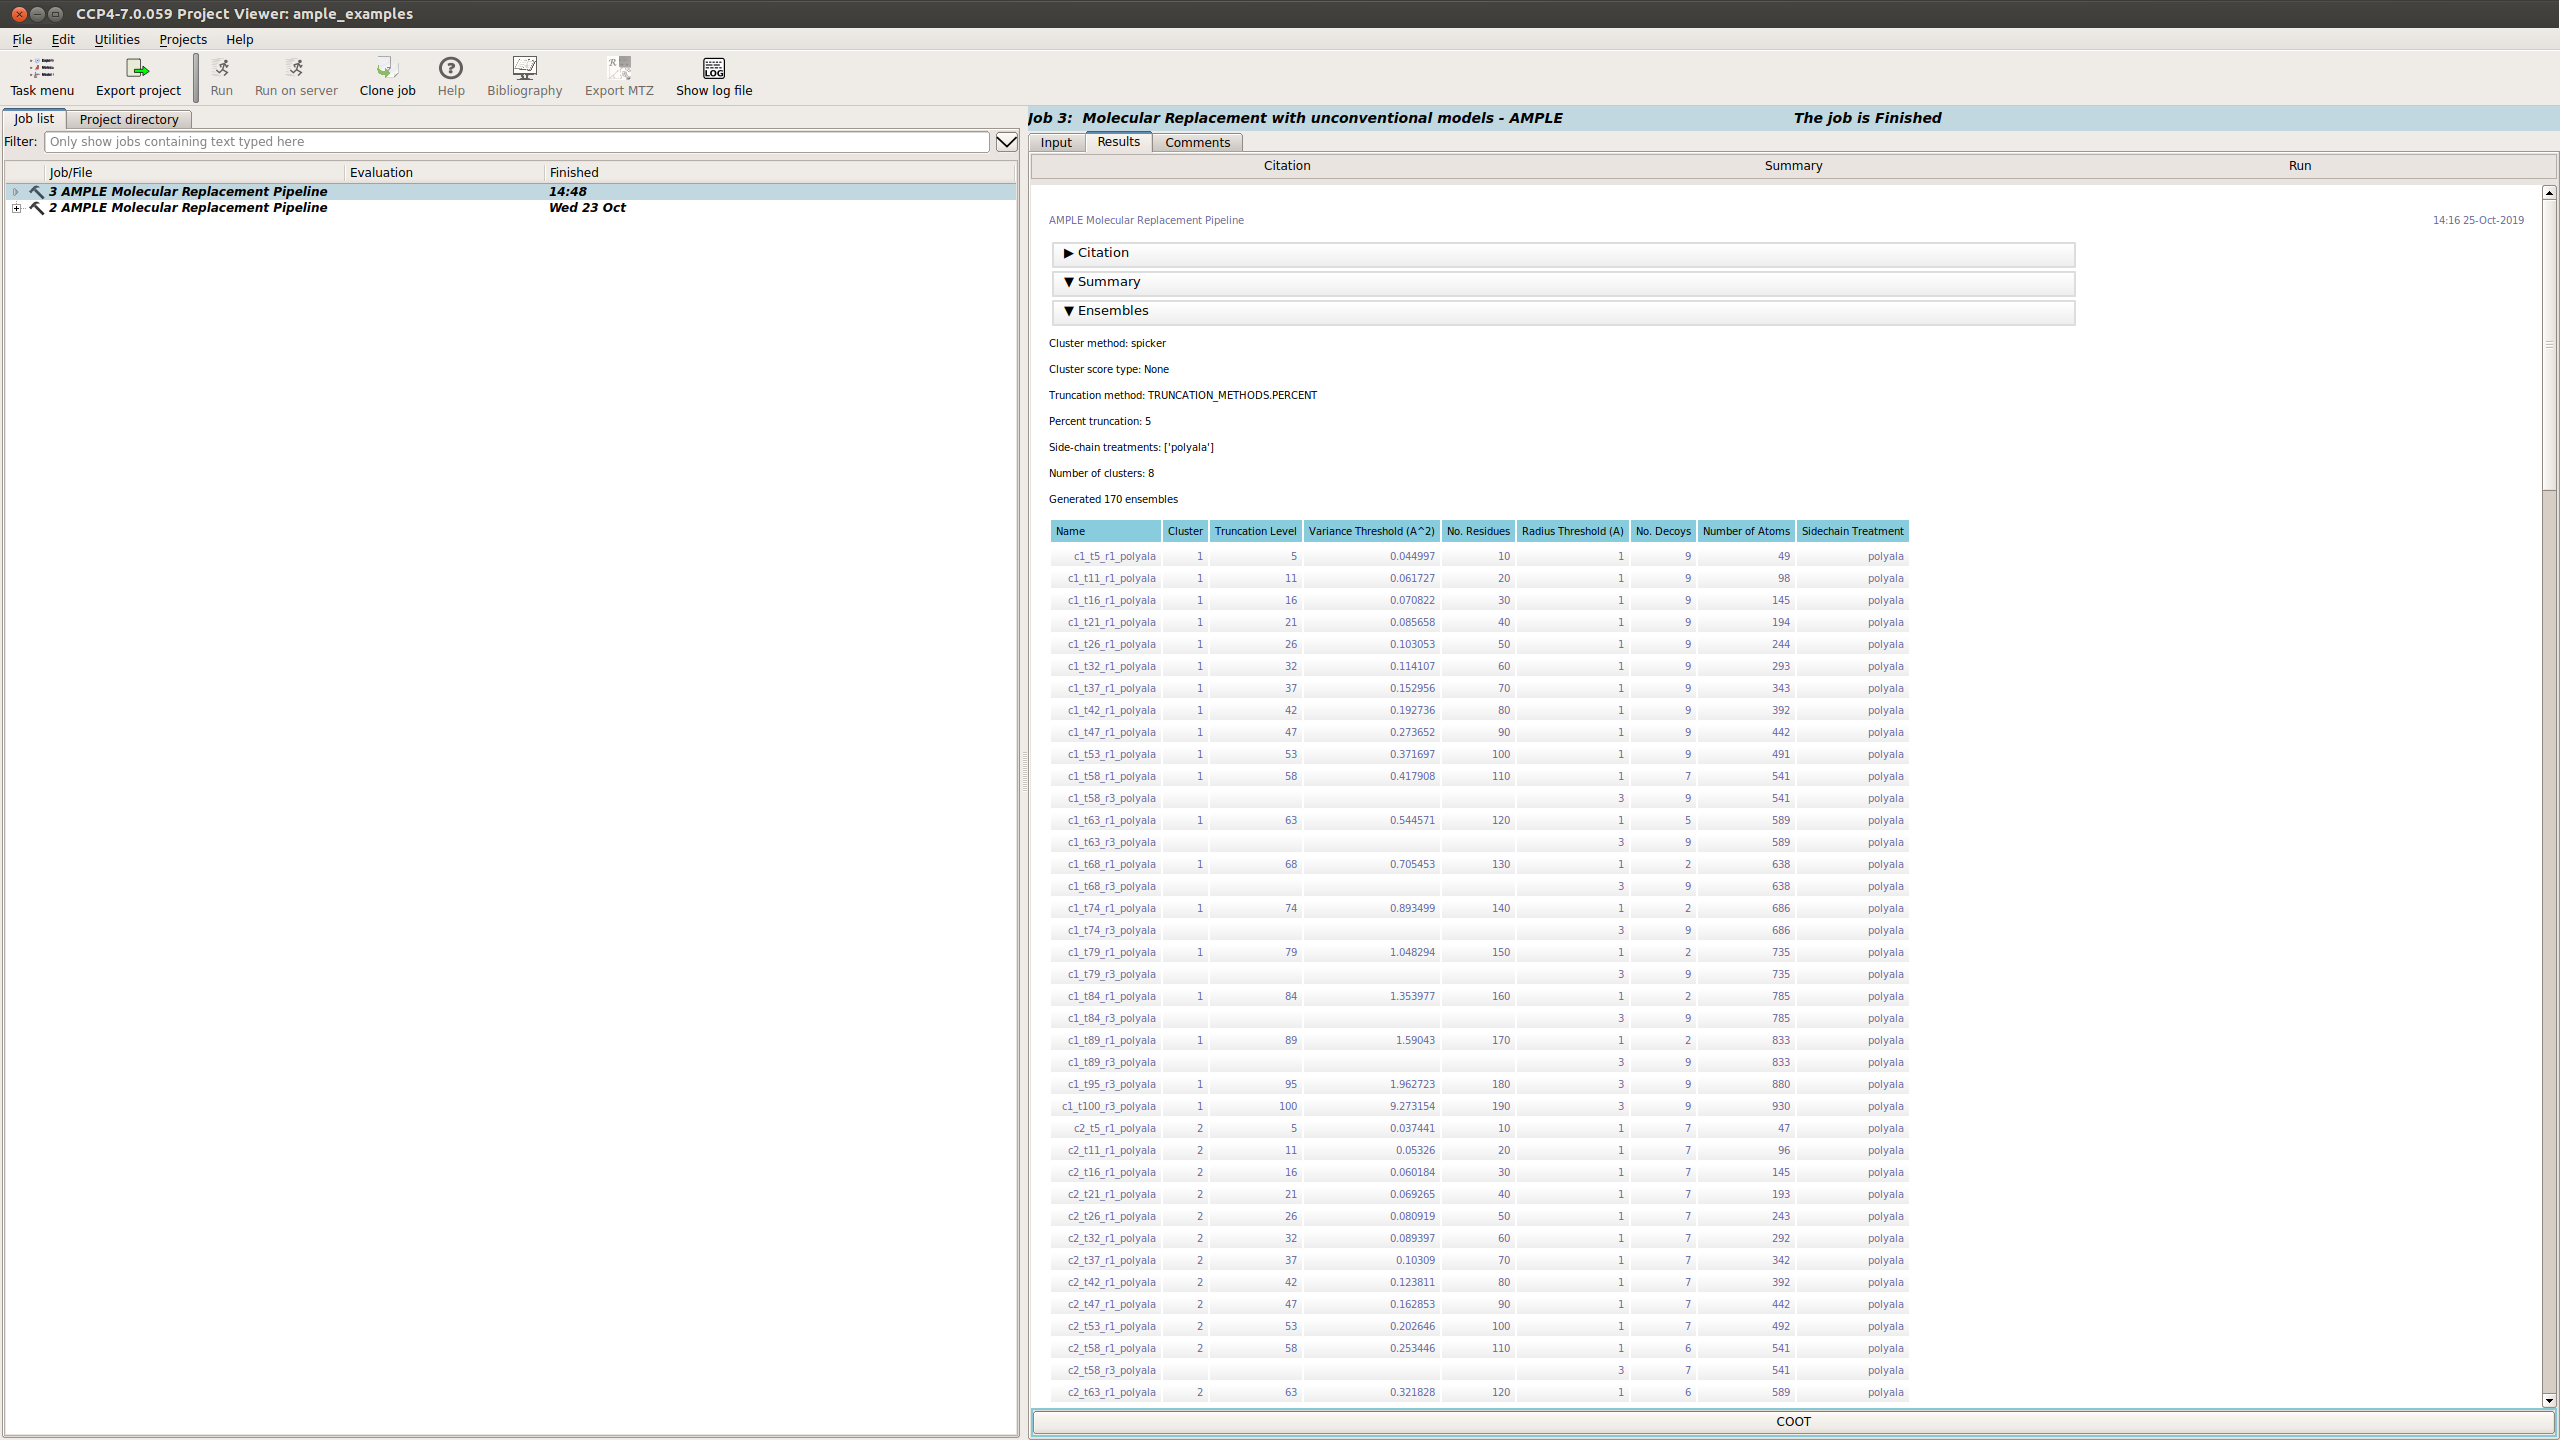 CCP4-7.0.059 Project Viewer: ample_examples
File Edit Utilities Projects Help
Task menu Export project Run Run on server Clone job Help Bibliography Export MTZ Show log file
Job list Project directory
Filter: Only show jobs containing text typed here
Job/File Evaluation Finished
3 AMPLE Molecular Replacement Pipeline 14:48
2 AMPLE Molecular Replacement Pipeline Wed 23 Oct
Job 3: Molecular Replacement with unconventional models - AMPLE The job is Finished
Input Results Comments
Citation Summary Run
AMPLE Molecular Replacement Pipeline 14:16 25-Oct-2019
▶ Citation
▼ Summary
▼ Ensembles
Cluster method: spicker
Cluster score type: None
Truncation method: TRUNCATION_METHODS.PERCENT
Percent truncation: 5
Side-chain treatments: ['polyala']
Number of clusters: 8
Generated 170 ensembles
Name Cluster Truncation Level Variance Threshold (A^2) No. Residues Radius Threshold (A) No. Decoys Number of Atoms Sidechain Treatment
c1_t5_r1_polyala 1 5 0.044997 10 1 9 49 polyala
c1_t11_r1_polyala 1 11 0.061727 20 1 9 98 polyala
c1_t16_r1_polyala 1 16 0.070822 30 1 9 145 polyala
c1_t21_r1_polyala 1 21 0.085658 40 1 9 194 polyala
c1_t26_r1_polyala 1 26 0.103053 50 1 9 244 polyala
c1_t32_r1_polyala 1 32 0.114107 60 1 9 293 polyala
c1_t37_r1_polyala 1 37 0.152956 70 1 9 343 polyala
c1_t42_r1_polyala 1 42 0.192736 80 1 9 392 polyala
c1_t47_r1_polyala 1 47 0.273652 90 1 9 442 polyala
c1_t53_r1_polyala 1 53 0.371697 100 1 9 491 polyala
c1_t58_r1_polyala 1 58 0.417908 110 1 7 541 polyala
c1_t58_r3_polyala 3 9 541 polyala
c1_t63_r1_polyala 1 63 0.544571 120 1 5 589 polyala
c1_t63_r3_polyala 3 9 589 polyala
c1_t68_r1_polyala 1 68 0.705453 130 1 2 638 polyala
c1_t68_r3_polyala 3 9 638 polyala
c1_t74_r1_polyala 1 74 0.893499 140 1 2 686 polyala
c1_t74_r3_polyala 3 9 686 polyala
c1_t79_r1_polyala 1 79 1.048294 150 1 2 735 polyala
c1_t79_r3_polyala 3 9 735 polyala
c1_t84_r1_polyala 1 84 1.353977 160 1 2 785 polyala
c1_t84_r3_polyala 3 9 785 polyala
c1_t89_r1_polyala 1 89 1.59043 170 1 2 833 polyala
c1_t89_r3_polyala 3 9 833 polyala
c1_t95_r3_polyala 1 95 1.962723 180 3 9 880 polyala
c1_t100_r3_polyala 1 100 9.273154 190 3 9 930 polyala
c2_t5_r1_polyala 2 5 0.037441 10 1 7 47 polyala
c2_t11_r1_polyala 2 11 0.05326 20 1 7 96 polyala
c2_t16_r1_polyala 2 16 0.060184 30 1 7 145 polyala
c2_t21_r1_polyala 2 21 0.069265 40 1 7 193 polyala
c2_t26_r1_polyala 2 26 0.080919 50 1 7 243 polyala
c2_t32_r1_polyala 2 32 0.089397 60 1 7 292 polyala
c2_t37_r1_polyala 2 37 0.10309 70 1 7 342 polyala
c2_t42_r1_polyala 2 42 0.123811 80 1 7 392 polyala
c2_t47_r1_polyala 2 47 0.162853 90 1 7 442 polyala
c2_t53_r1_polyala 2 53 0.202646 100 1 7 492 polyala
c2_t58_r1_polyala 2 58 0.253446 110 1 6 541 polyala
c2_t58_r3_polyala 3 7 541 polyala
c2_t63_r1_polyala 2 63 0.321828 120 1 6 589 polyala
COOT